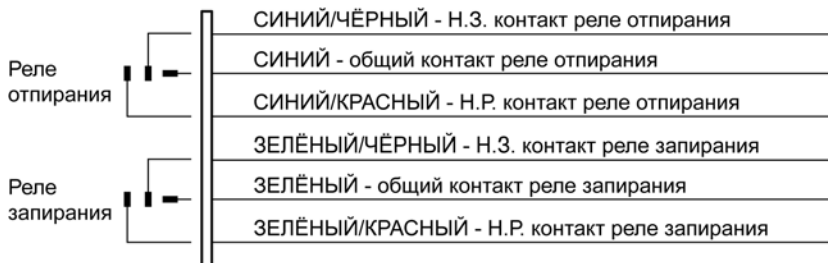 СИНИЙ/ЧЁРНЫЙ - Н.З. контакт реле отпирания
СИНИЙ - общий контакт реле отпирания
Реле
отпирания
СИНИЙ/КРАСНЫЙ - Н.Р. контакт реле отпирания
ЗЕЛЁНЫЙ/ЧЁРНЫЙ - Н.З. контакт реле запирания
ЗЕЛЁНЫЙ - общий контакт реле запирания
Реле
запирания
ЗЕЛЁНЫЙ/КРАСНЫЙ - Н.Р. контакт реле запирания